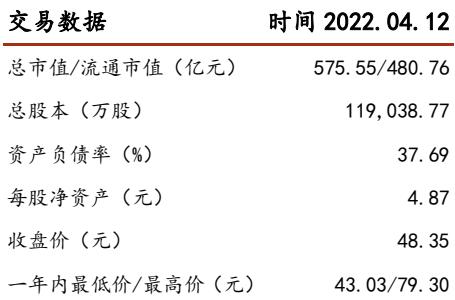 交易数据 时间 2022.04.12
总市值/流通市值（亿元） 575.55/480.76
总股本（万股） 119,038.77
资产负债率（%） 37.69
每股净资产（元） 4.87
收盘价（元） 48.35
一年内最低价/最高价（元） 43.03/79.30